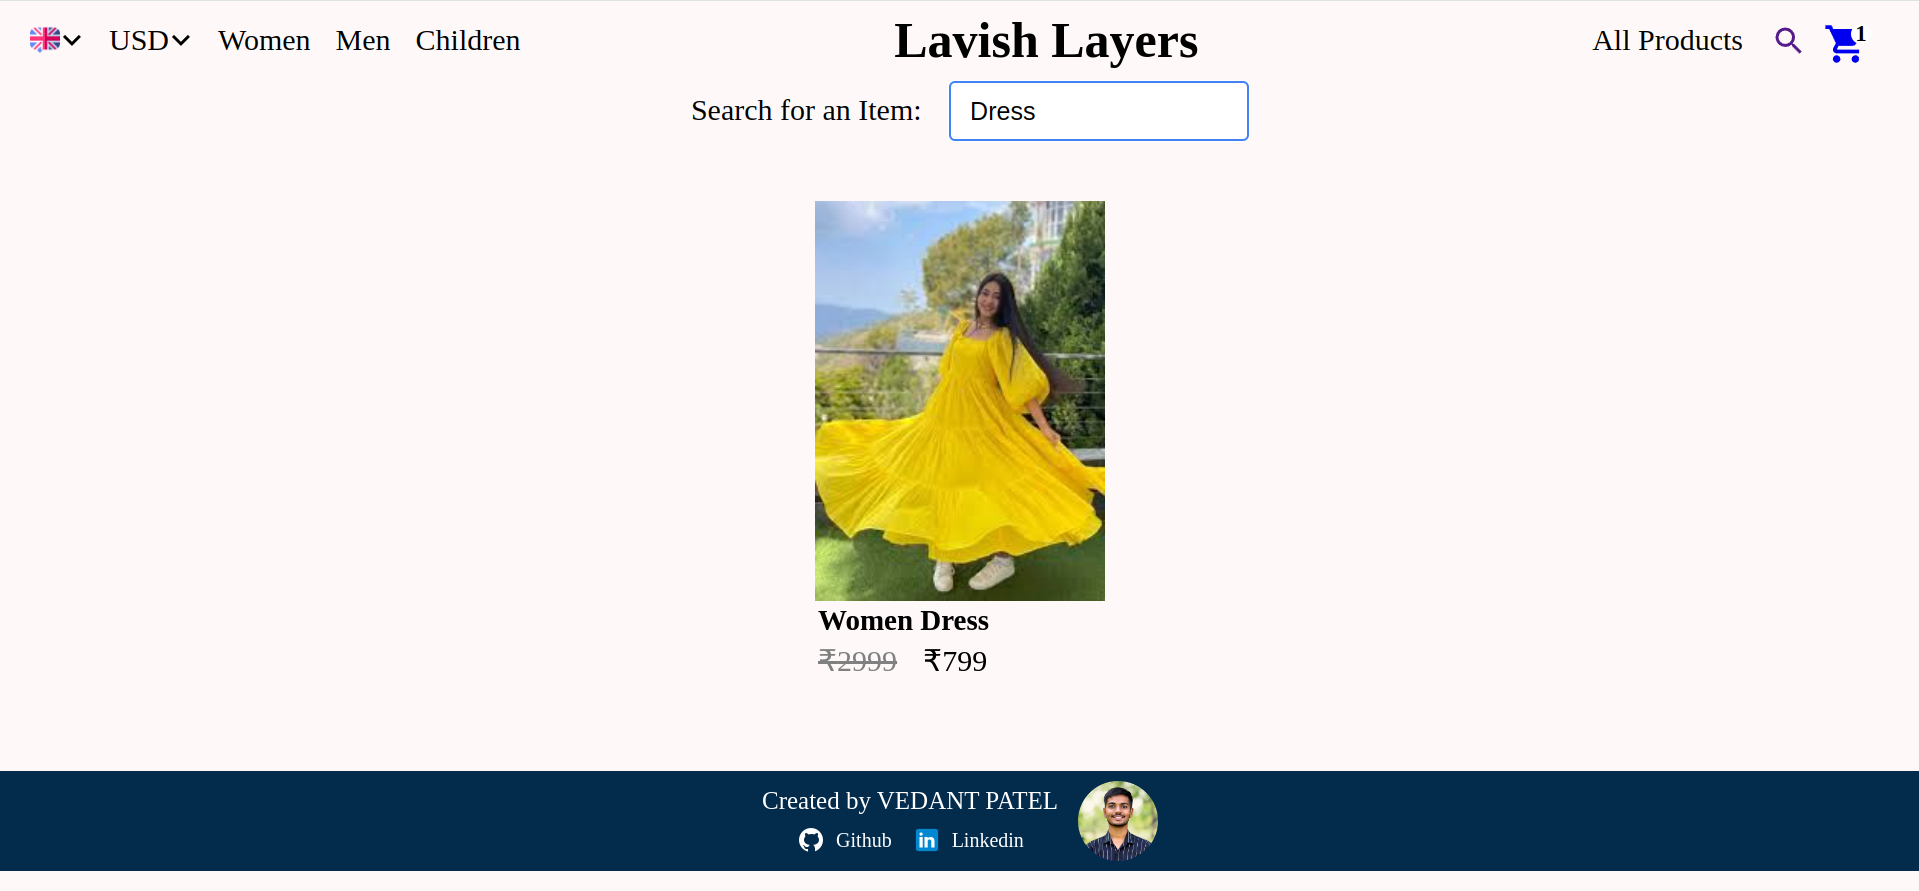 USD Women Men Children Lavish Layers All Products 1
Search for an Item: Dress
Women Dress
₹2999 ₹799
Created by VEDANT PATEL
Github Linkedin